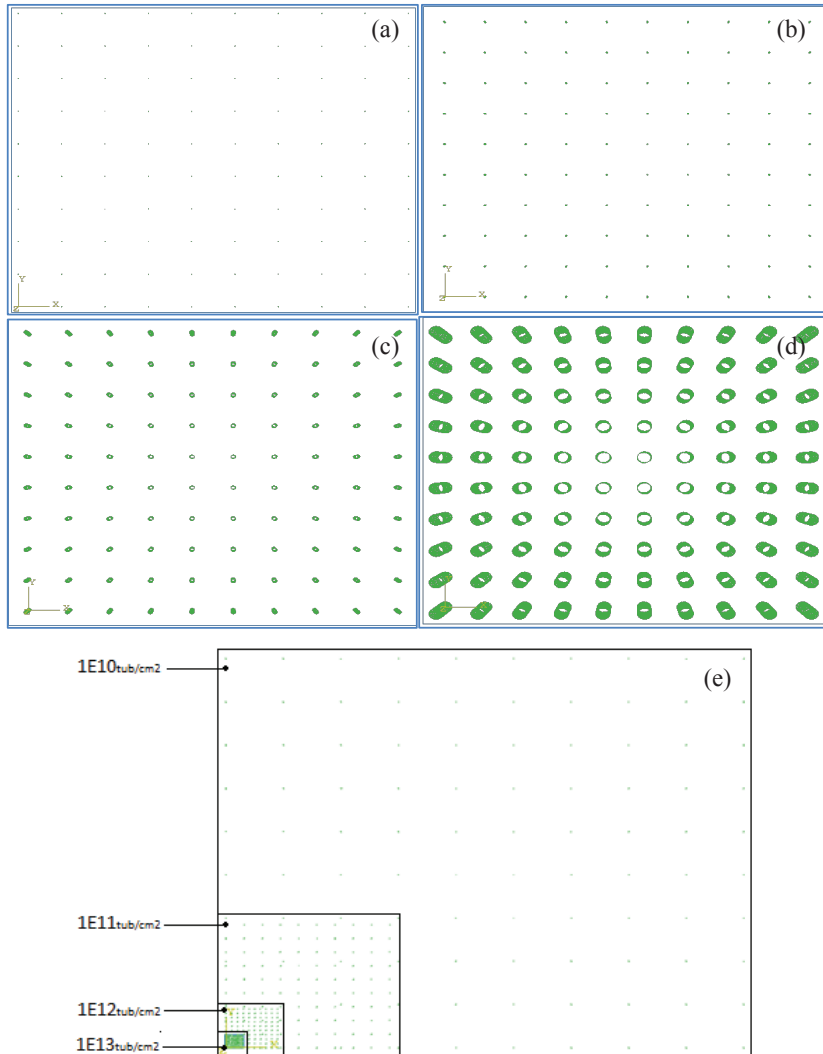 (a)
(b)
Y
Z
X
Y
Z
X
(c)
(d)
Y
X
(e)
1E10tub/cm2
1E11tub/cm2
1E12tub/cm2
1E13tub/cm2